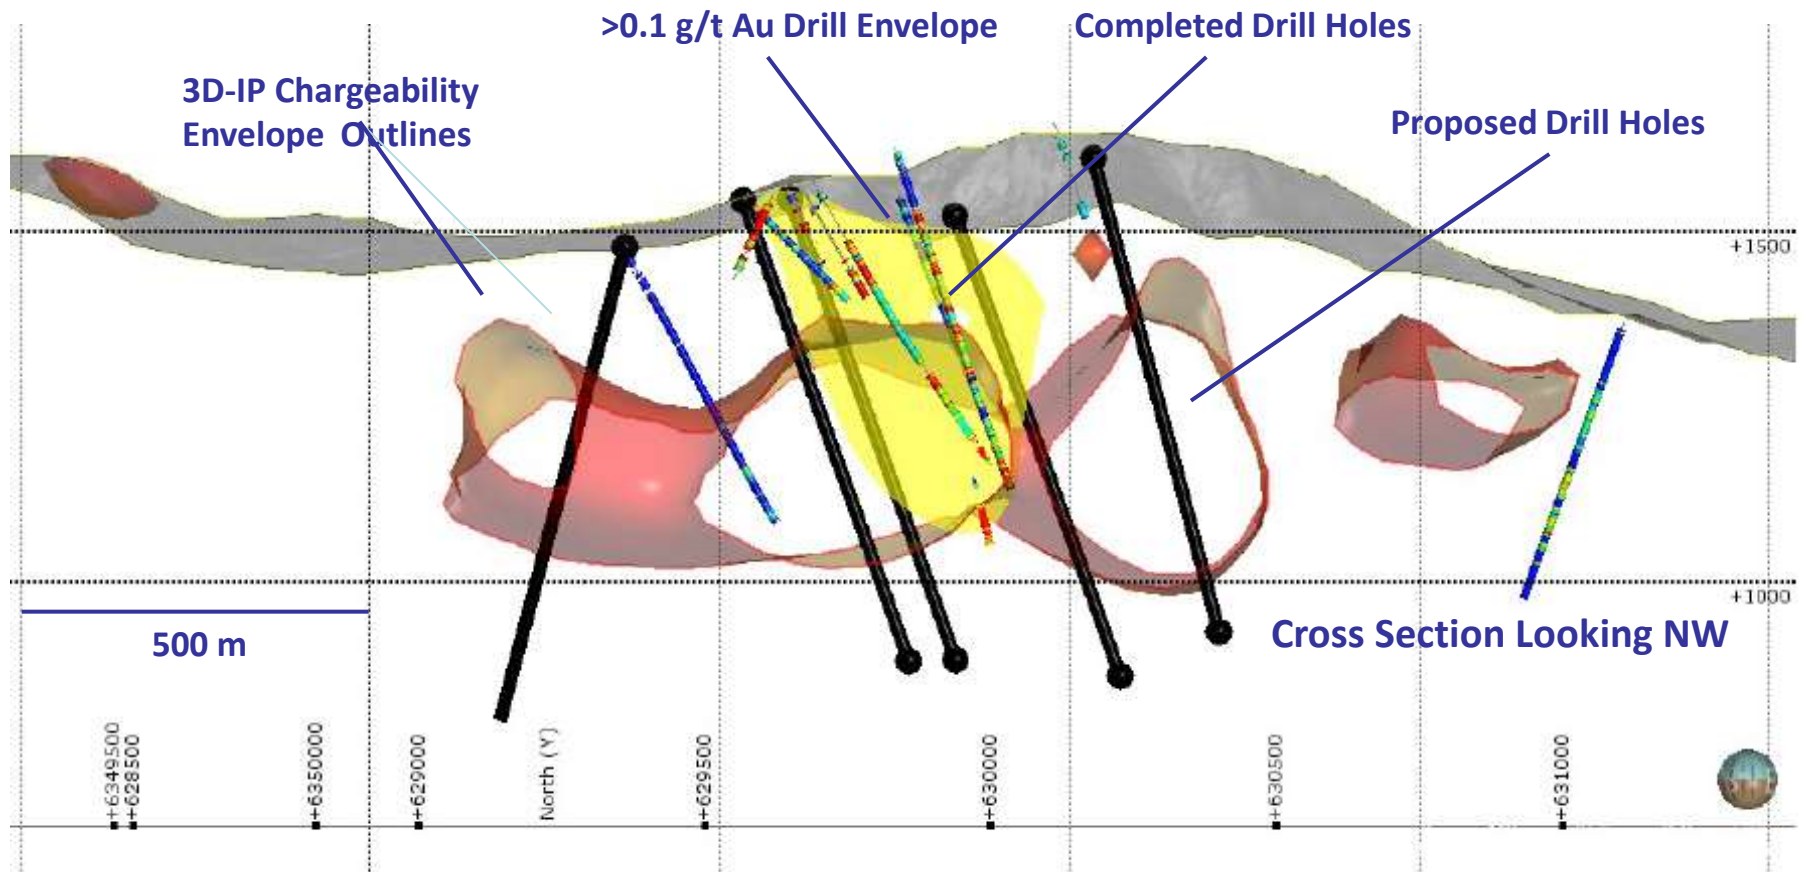 >0.1 g/t Au Drill Envelope
Completed Drill Holes
3D-IP Chargeability
Envelope Outlines
Proposed Drill Holes
+1500
+1000
500 m
Cross Section Looking NW
+6349500
+6285500
+6350000
+629000
North (Y)
+629500
+630000
+630500
+631000